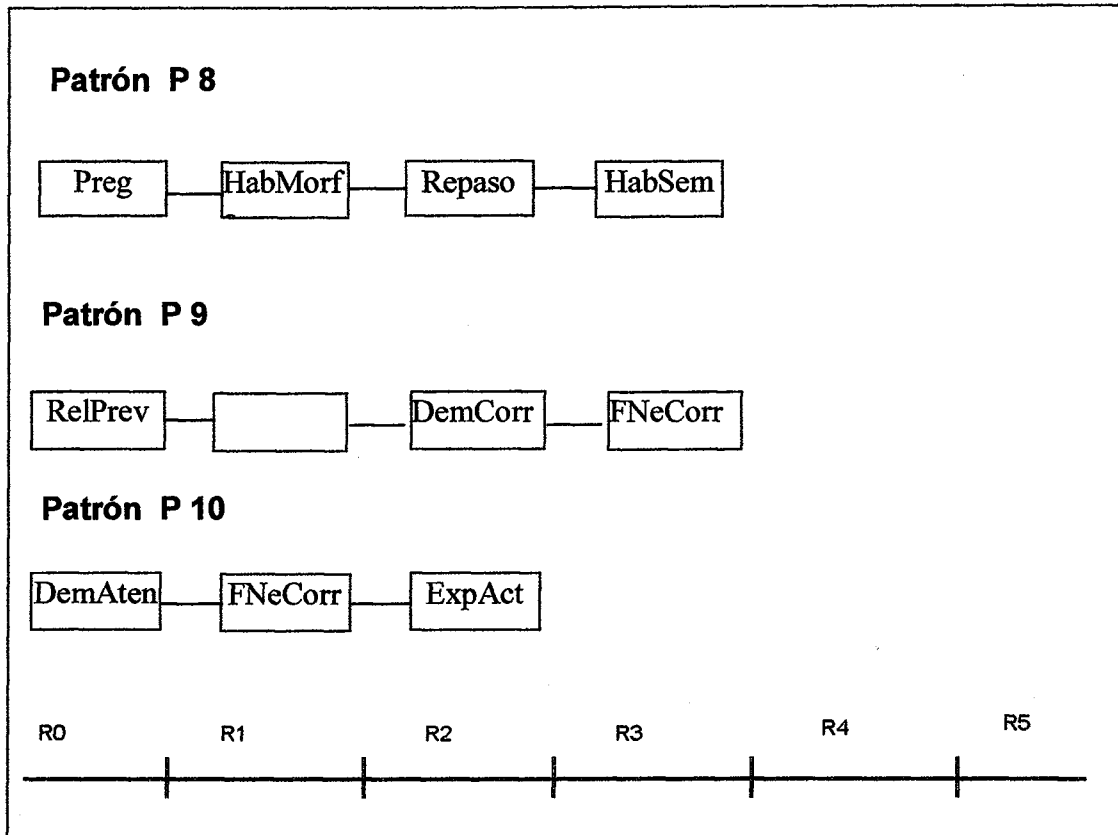 Patrón P 8
Preg HabMorf Repaso HabSem
Patrón P 9
RelPrev DemCorr FNeCorr
Patrón P 10
DemAten FNeCorr ExpAct
R0 R1 R2 R3 R4 R5